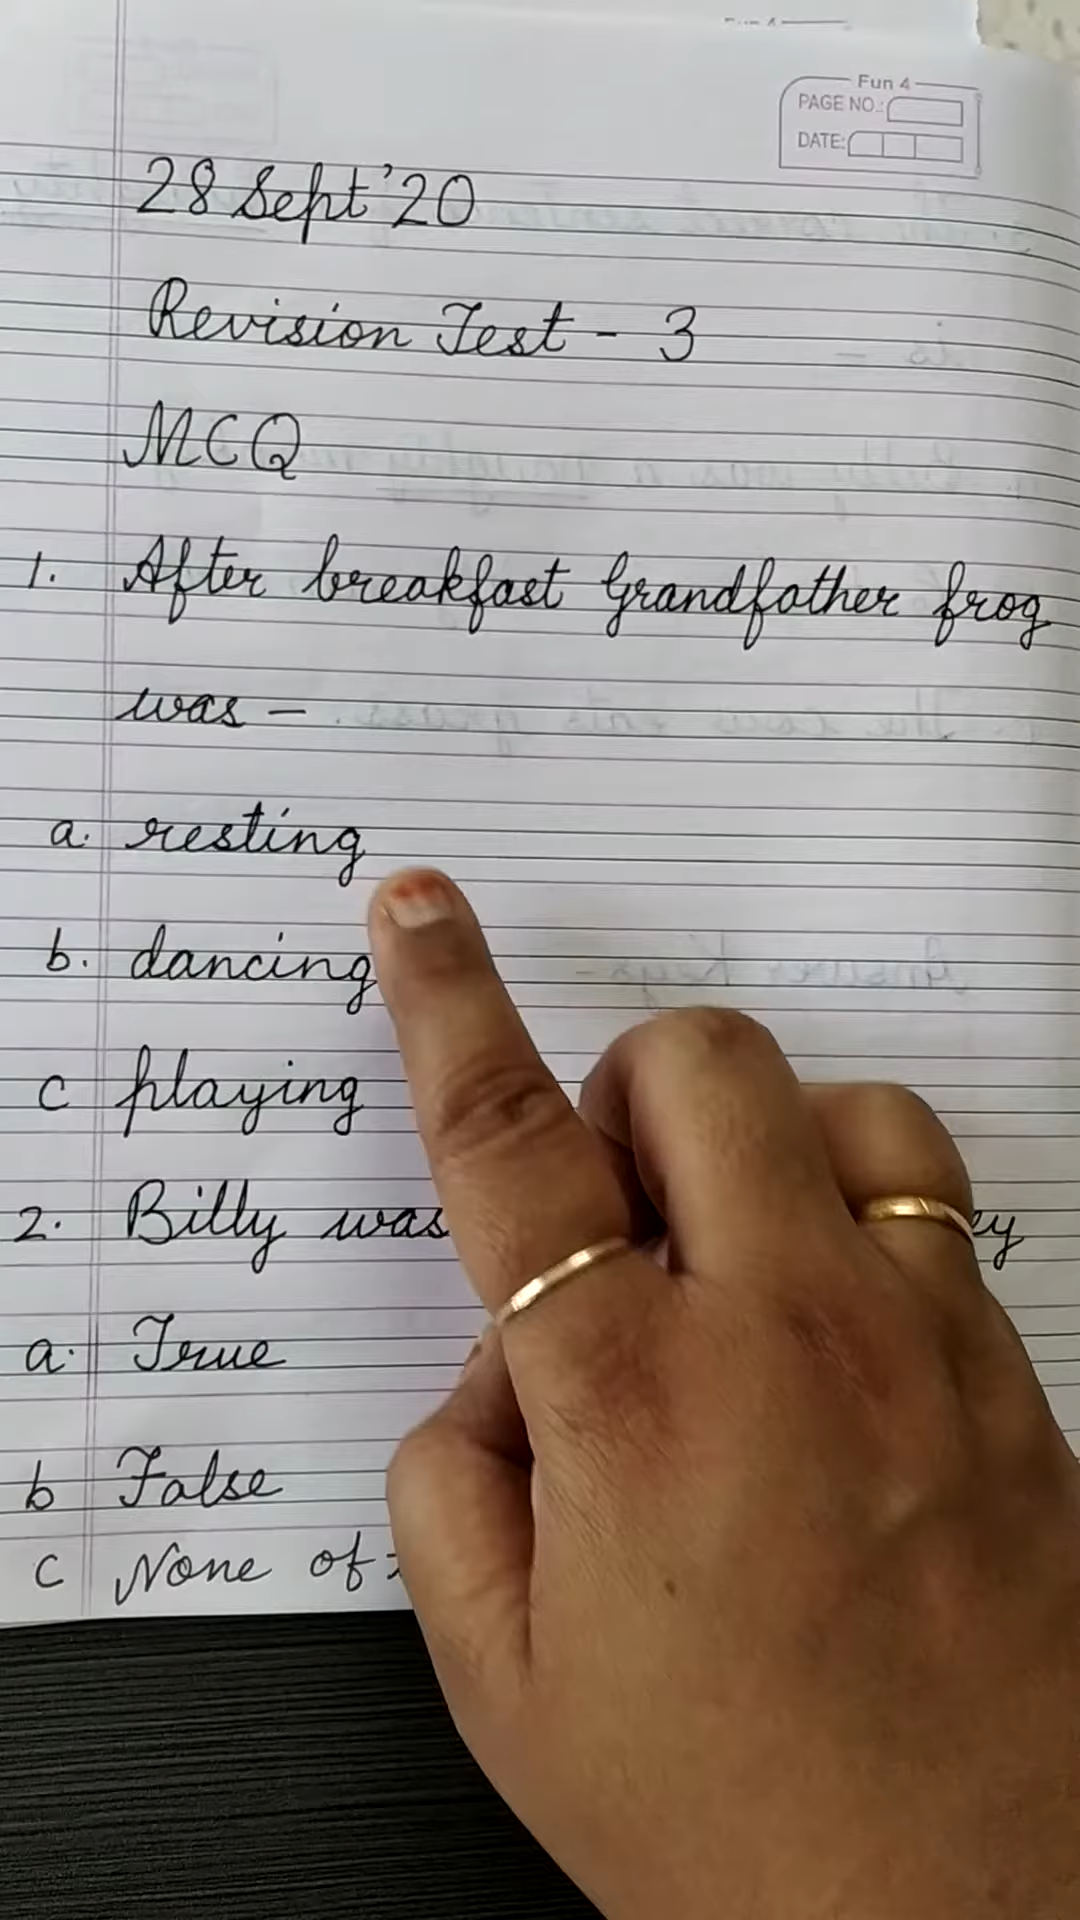 Fun 4
PAGE NO.:
DATE:
28 Sept '20
Revision Test - 3
MCQ
1. After breakfast Grandfather frog
was -
a. resting
b. dancing
c playing
2. Billy was
a. True
b False
c None of